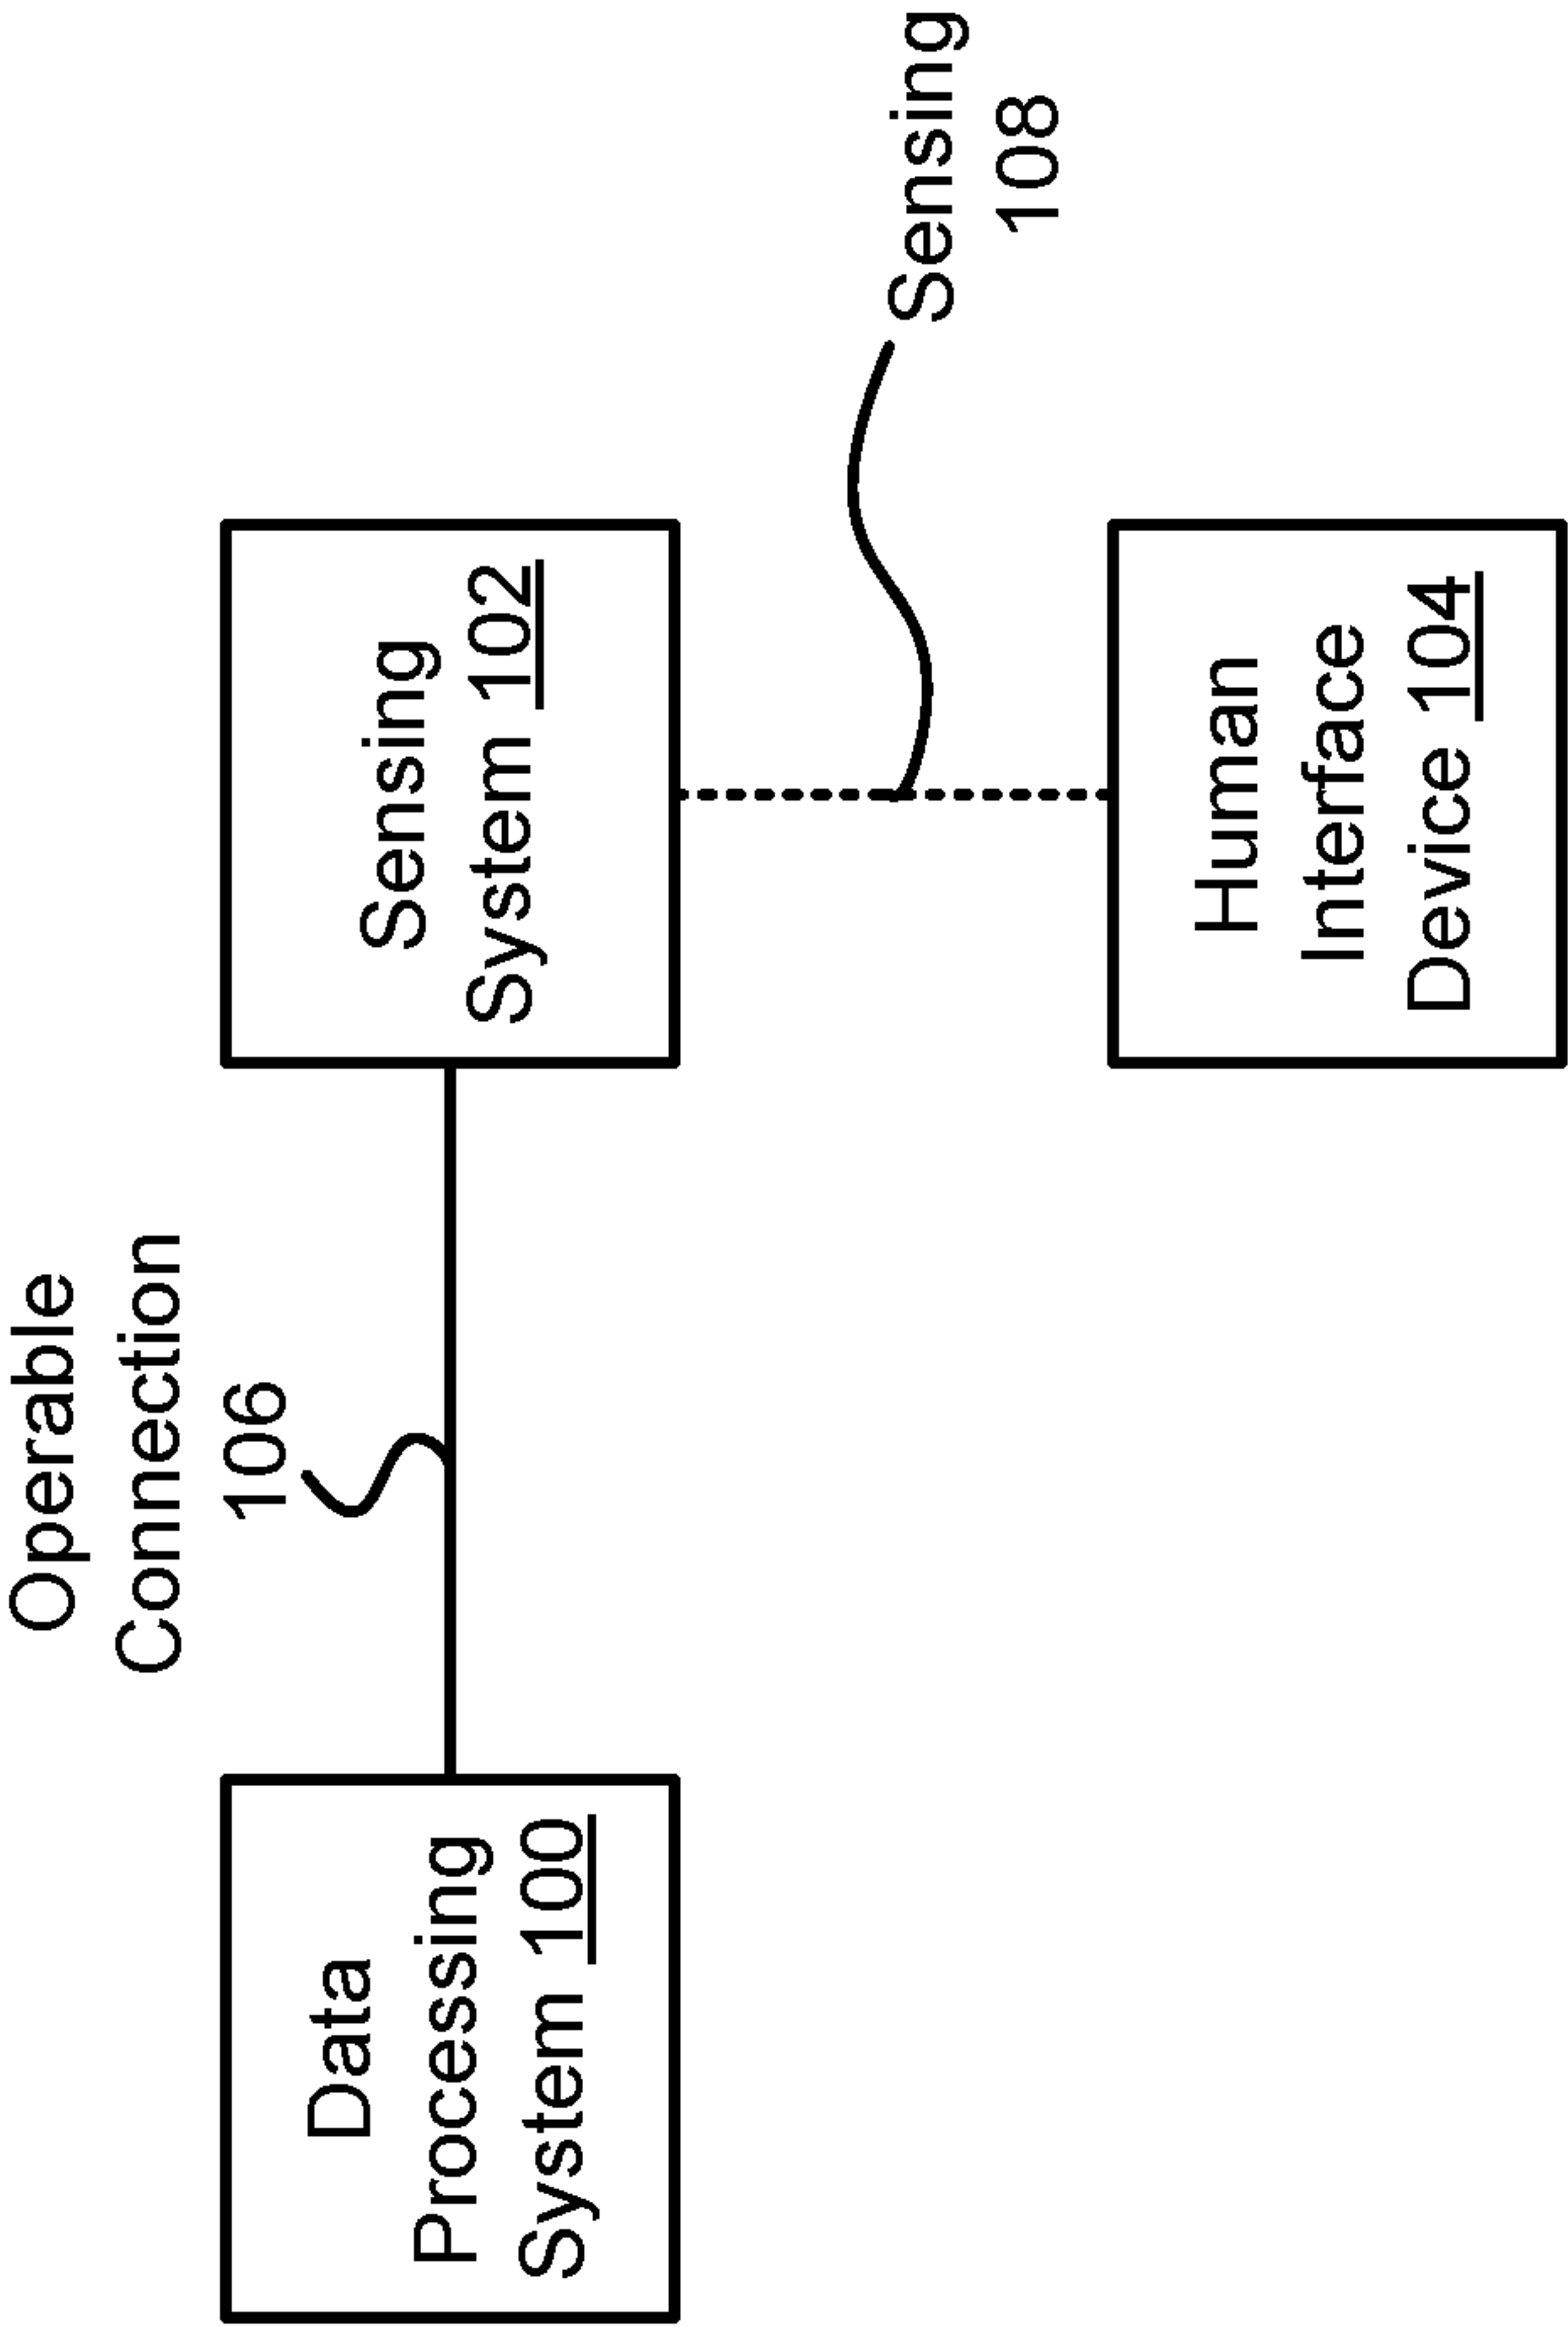 Operable
Connection
106
Data
Processing
System 100
Sensing
System 102
Sensing
108
Human
Interface
Device 104